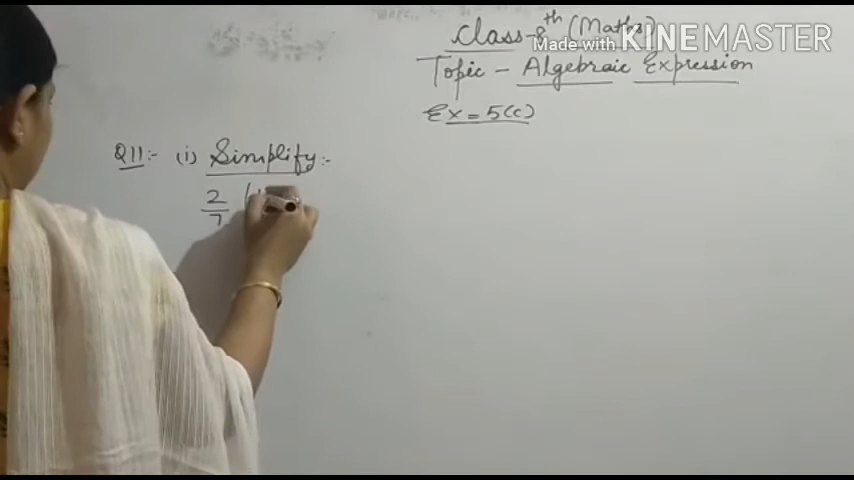 Class-8th (Maths)
Made with KINEMASTER
Topic - Algebraic Expression
Ex = 5(c)
Q11:- (i) Simplify:-
2/7 (